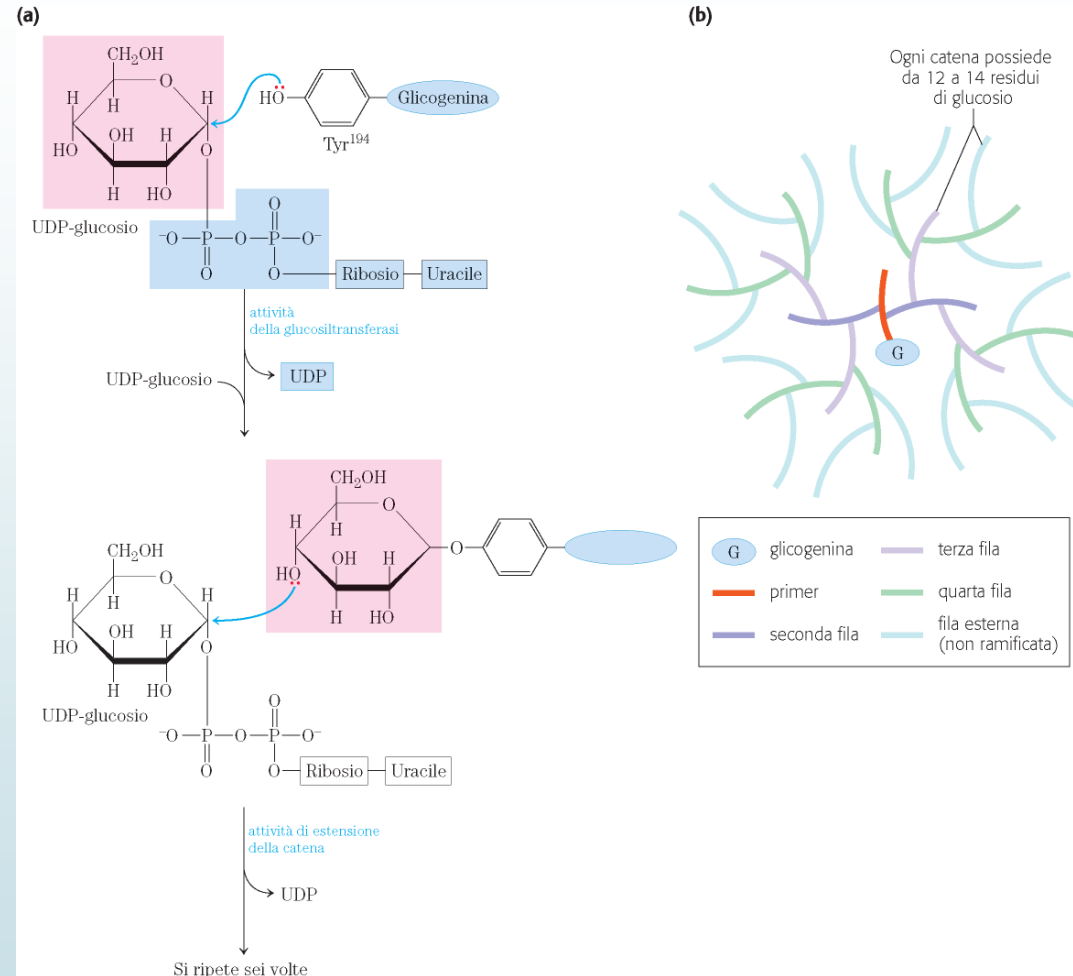 (a)
CH₂OH
O
H
H
H
H
OH
H
HO
O
H
HO
UDP-glucosio
HO
Glicogenina
Tyr¹⁹⁴
O
⁻O—P—O—P—O⁻
O
O
Ribosio
Uracile
attività
della glucosiltransferasi
UDP
UDP-glucosio
CH₂OH
O
H
H
H
H
OH
H
HO
O
H
HO
UDP-glucosio
CH₂OH
O
H
H
OH
H
HO
H
HO
O
O
⁻O—P—O—P—O⁻
O
O
Ribosio
Uracile
attività di estensione
della catena
UDP
Si ripete sei volte
(b)
Ogni catena possiede
da 12 a 14 residui
di glucosio
G
G
glicogenina
primer
seconda fila
terza fila
quarta fila
fila esterna
(non ramificata)